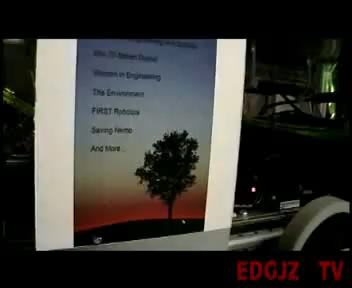 Women in Engineering
The Environment
FIRST Robotics
Saving Nemo
And More...
EDGJZ TV